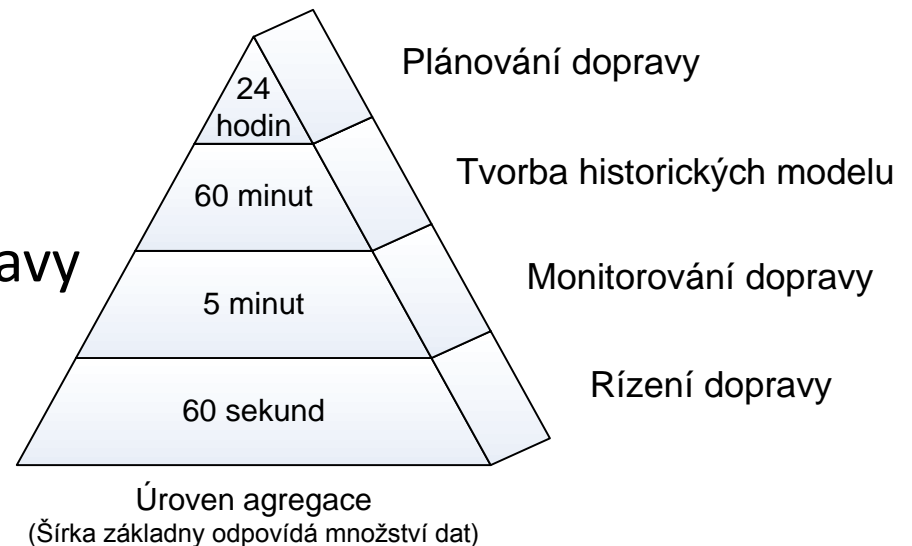 Plánování dopravy
24
hodin
Tvorba historických modelu
60 minut
avy
Monitorování dopravy
5 minut
Rízení dopravy
60 sekund
Úroven agregace
(Šírka základny odpovídá množství dat)